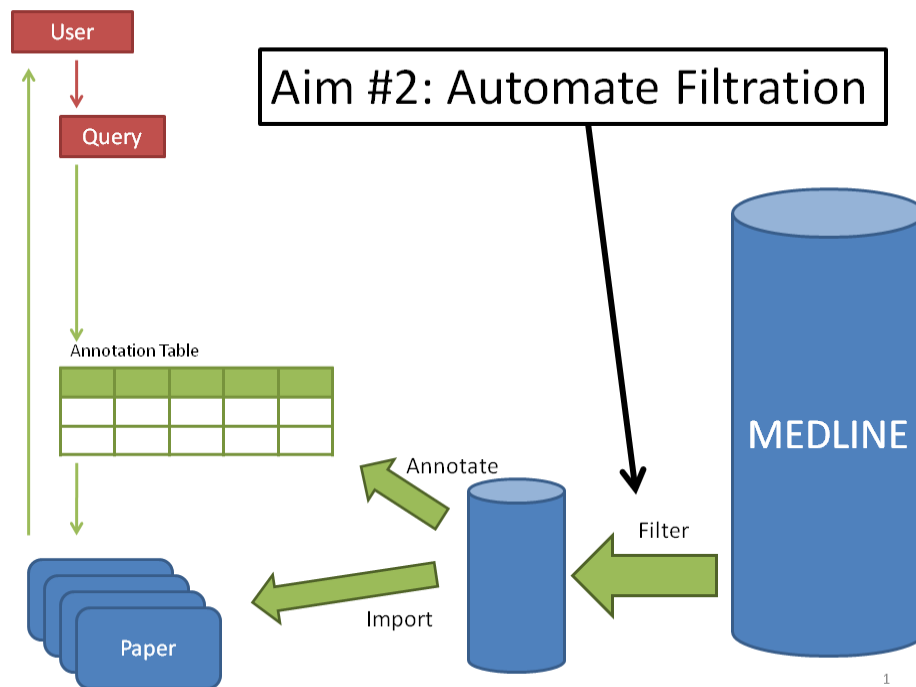 User
Aim #2: Automate Filtration
Query
Annotation Table
MEDLINE
Annotate
Filter
Import
Paper
1